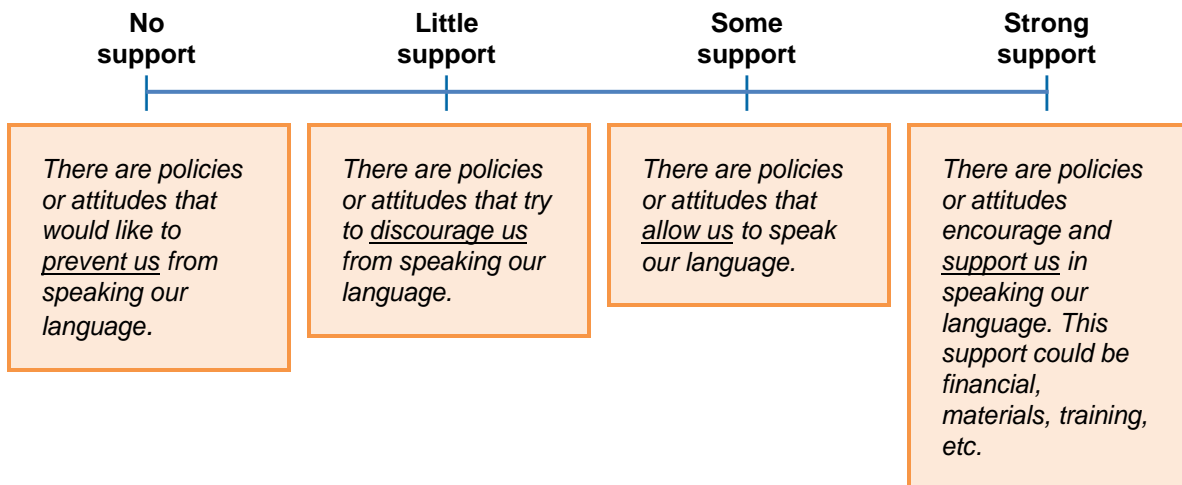 No
support
Little
support
Some
support
Strong
support
There are policies
or attitudes that
would like to
prevent us from
speaking our
language.
There are policies
or attitudes that try
to discourage us
from speaking our
language.
There are policies
or attitudes that
allow us to speak
our language.
There are policies
or attitudes
encourage and
support us in
speaking our
language. This
support could be
financial,
materials, training,
etc.